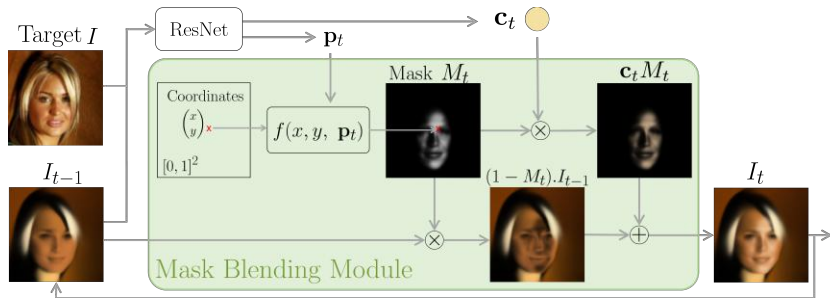 Target I
ResNet
p_t
c_t
Coordinates
(x y) x
[0, 1]^2
f(x, y, p_t)
Mask M_t
c_t M_t
I_{t−1}
(1 − M_t).I_{t−1}
I_t
×
×
+
Mask Blending Module